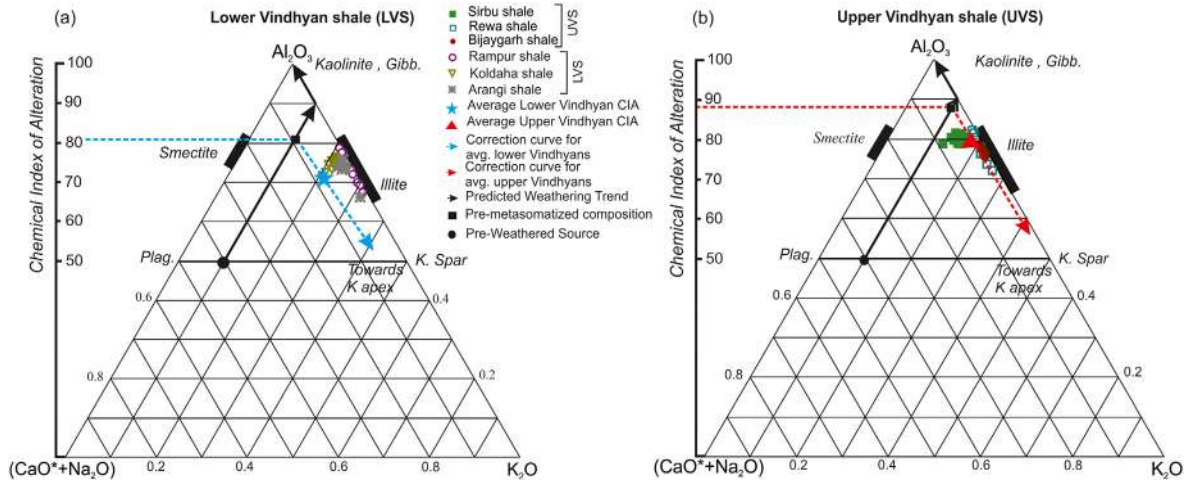 (a)
Lower Vindhyan shale (LVS)
Al₂O₃
Kaolinite , Gibb.
Chemical Index of Alteration
100
90
80
70
60
50
Smectite
Illite
Plag.
K. Spar
Towards
K apex
0.6
0.4
0.8
0.2
(CaO*+Na₂O)
0.2
0.4
0.6
0.8
K₂O
Sirbu shale
Rewa shale
Bijaygarh shale
UVS
Rampur shale
Koldaha shale
Arangi shale
LVS
Average Lower Vindhyan CIA
Average Upper Vindhyan CIA
Correction curve for
avg. lower Vindhyans
Correction curve for
avg. upper Vindhyans
Predicted Weathering Trend
Pre-metasomatized composition
Pre-Weathered Source
(b)
Upper Vindhyan shale (UVS)
Al₂O₃
Kaolinite , Gibb.
Chemical Index of Alteration
100
90
80
70
60
50
Smectite
Illite
Plag.
K. Spar
Towards
K apex
0.6
0.4
0.8
0.2
(CaO*+Na₂O)
0.2
0.4
0.6
0.8
K₂O